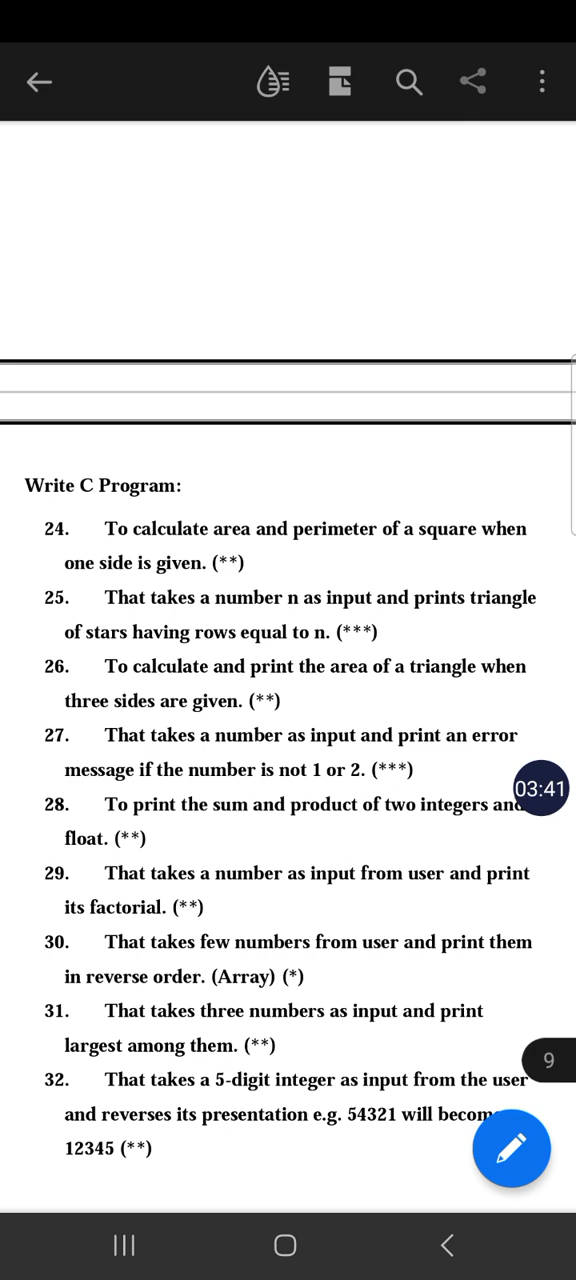 Write C Program:
24. To calculate area and perimeter of a square when
one side is given. (**)
25. That takes a number n as input and prints triangle
of stars having rows equal to n. (***)
26. To calculate and print the area of a triangle when
three sides are given. (**)
27. That takes a number as input and print an error
message if the number is not 1 or 2. (***)
03:41
28. To print the sum and product of two integers and
float. (**)
29. That takes a number as input from user and print
its factorial. (**)
30. That takes few numbers from user and print them
in reverse order. (Array) (*)
31. That takes three numbers as input and print
largest among them. (**)
9
32. That takes a 5-digit integer as input from the user
and reverses its presentation e.g. 54321 will become
12345 (**)